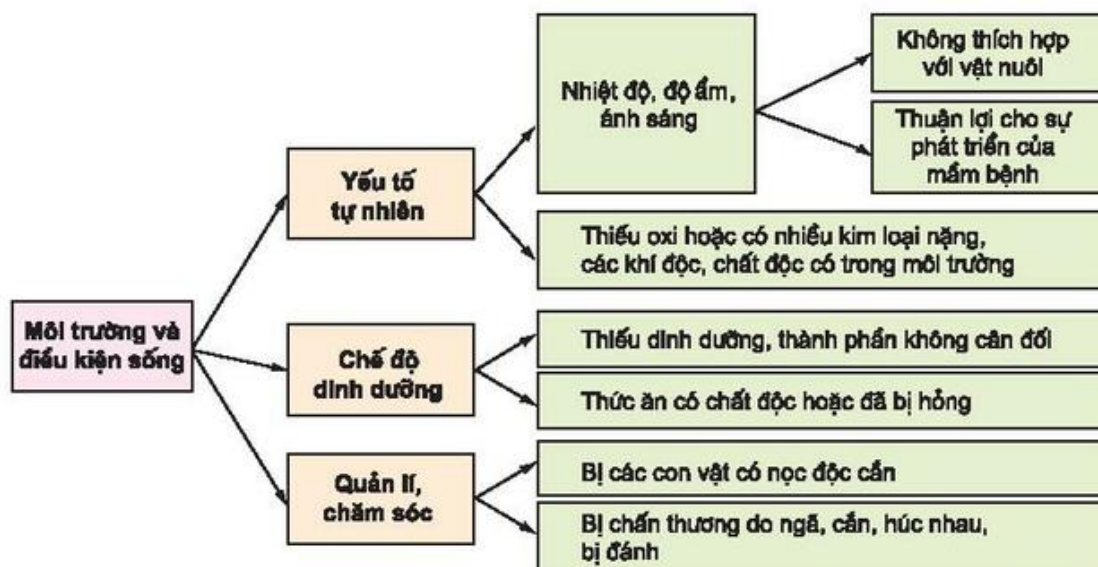 Môi trường và
điều kiện sống
Yếu tố
tự nhiên
Nhiệt độ, độ ẩm,
ánh sáng
Không thích hợp
với vật nuôi
Thuận lợi cho sự
phát triển của
mầm bệnh
Thiếu oxi hoặc có nhiều kim loại nặng,
các khí độc, chất độc có trong môi trường
Chế độ
dinh dưỡng
Thiếu dinh dưỡng, thành phần không cân đối
Thức ăn có chất độc hoặc đã bị hỏng
Quản lí,
chăm sóc
Bị các con vật có nọc độc cắn
Bị chấn thương do ngã, cắn, húc nhau,
bị đánh